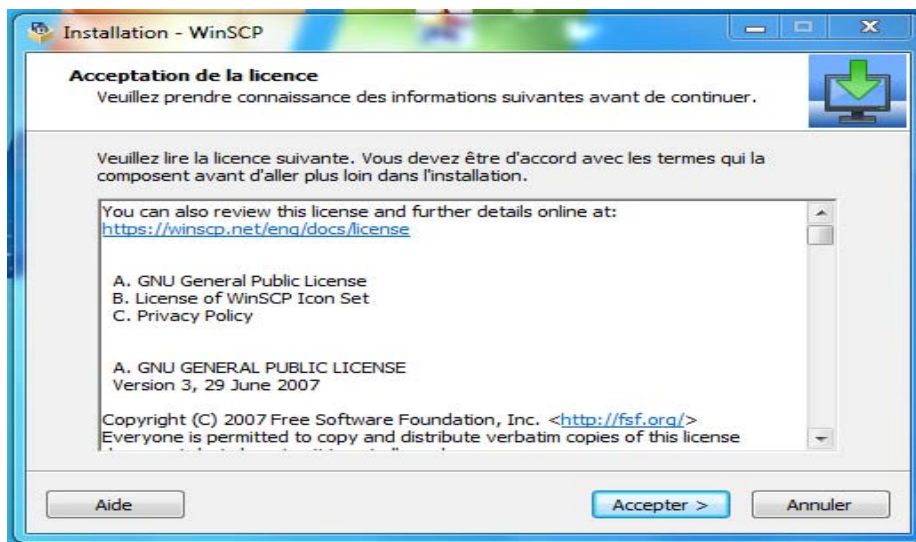 Installation - WinSCP
Acceptation de la licence
Veuillez prendre connaissance des informations suivantes avant de continuer.
Veuillez lire la licence suivante. Vous devez être d'accord avec les termes qui la
composent avant d'aller plus loin dans l'installation.
You can also review this license and further details online at:
https://winscp.net/eng/docs/license
A. GNU General Public License
B. License of WinSCP Icon Set
C. Privacy Policy
A. GNU GENERAL PUBLIC LICENSE
Version 3, 29 June 2007
Copyright (C) 2007 Free Software Foundation, Inc. <http://fsf.org/>
Everyone is permitted to copy and distribute verbatim copies of this license
Aide
Accepter >
Annuler